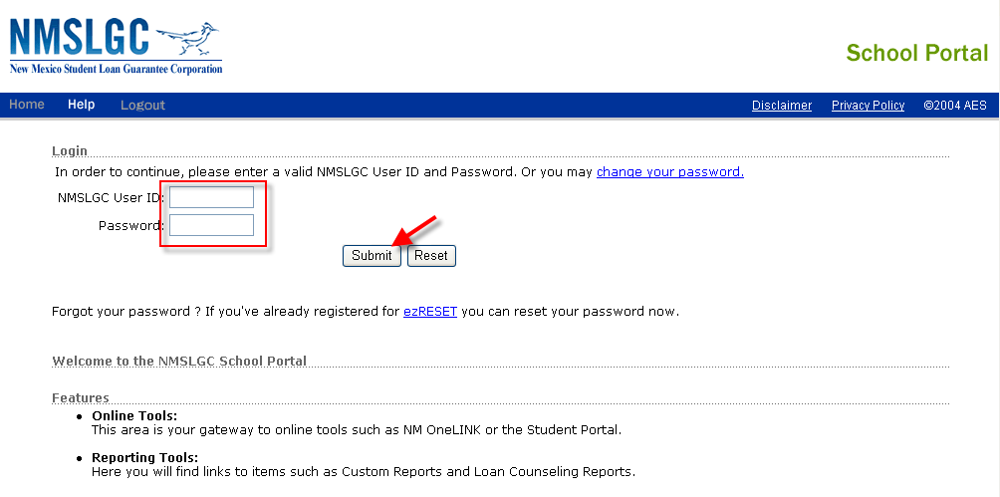 NMSLGC
New Mexico Student Loan Guarantee Corporation
School Portal
Home Help Logout Disclaimer Privacy Policy ©2004 AES
Login
In order to continue, please enter a valid NMSLGC User ID and Password. Or you may change your password.
NMSLGC User ID:
Password:
Submit Reset
Forgot your password ? If you've already registered for ezRESET you can reset your password now.
Welcome to the NMSLGC School Portal
Features
• Online Tools:
This area is your gateway to online tools such as NM OneLINK or the Student Portal.
• Reporting Tools:
Here you will find links to items such as Custom Reports and Loan Counseling Reports.